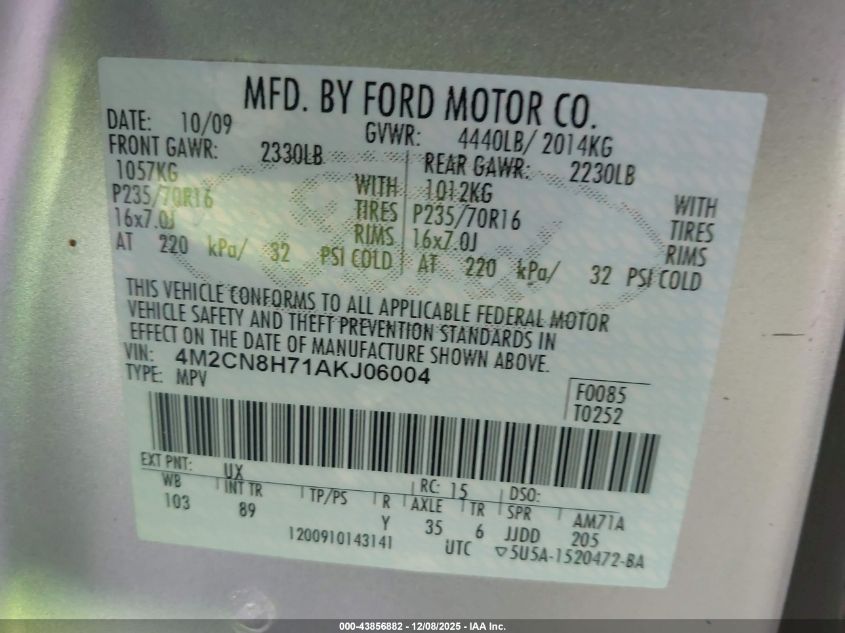 MFD. BY FORD MOTOR CO.
DATE: 10/09 GVWR: 4440LB/ 2014KG
FRONT GAWR: 2330LB REAR GAWR: 2230LB
1057KG WITH 1012KG WITH
P235/70R16 TIRES P235/70R16 TIRES
16x7.0J RIMS 16x7.0J RIMS
AT 220 kPa/ 32 PSI COLD AT 220 kPa/ 32 PSI COLD
THIS VEHICLE CONFORMS TO ALL APPLICABLE FEDERAL MOTOR
VEHICLE SAFETY AND THEFT PREVENTION STANDARDS IN
EFFECT ON THE DATE OF MANUFACTURE SHOWN ABOVE.
VIN: 4M2CN8H71AKJ06004
TYPE: MPV
F0085
T0252
EXT PNT: UX RC: 15 DSO:
WB INT TR TP/PS R AXLE TR SPR AM71A
103 89 Y 35 6 JJDD 205
1200910143141 UTC ▽5U5A-1520472-BA
000-43856882 - 12/08/2025 - IAA Inc.